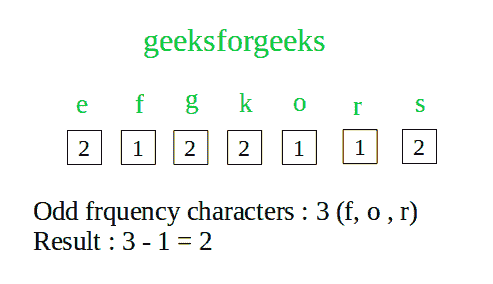 geeksforgeeks
e f g k o r s
2 1 2 2 1 1 2
Odd frquency characters : 3 (f, o , r)
Result : 3 - 1 = 2